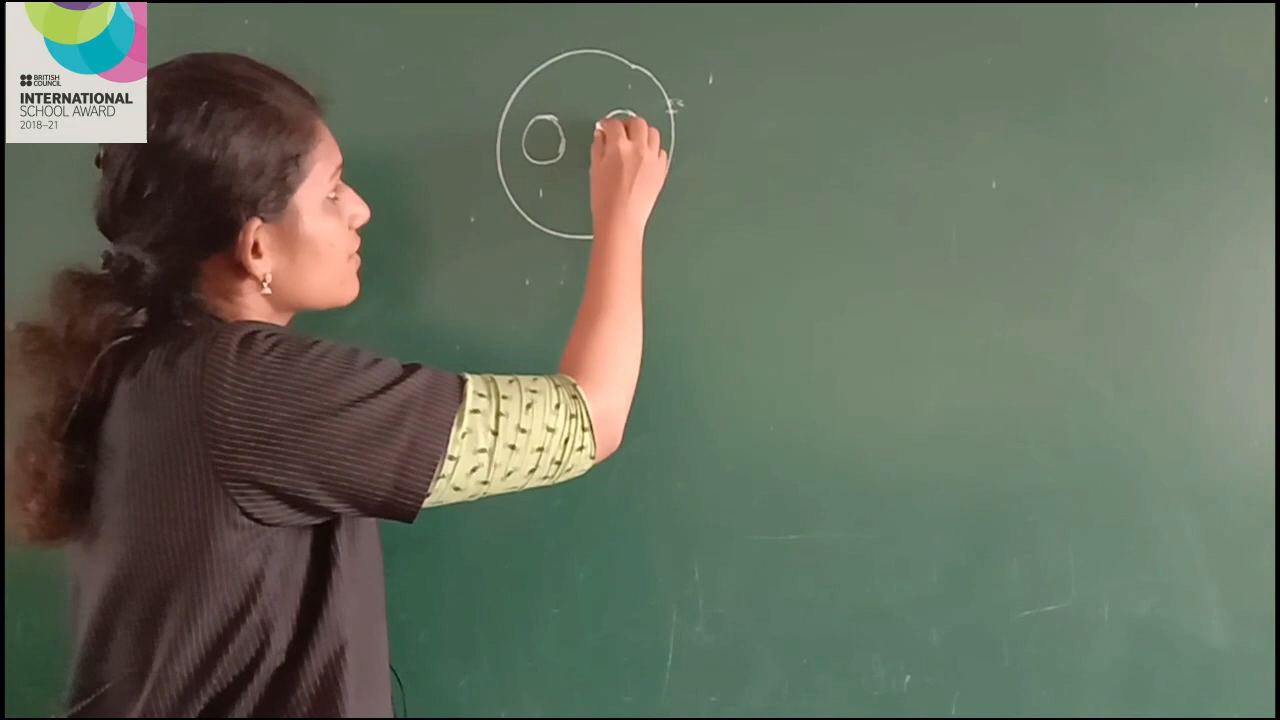 BRITISH
COUNCIL
INTERNATIONAL
SCHOOL AWARD
2018–21